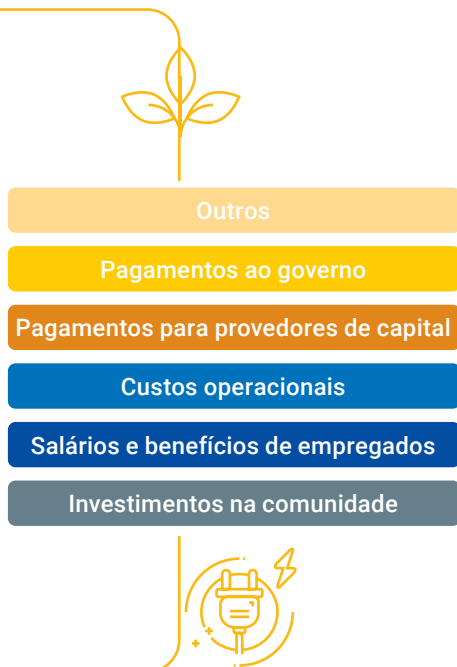 Outros
Pagamentos ao governo
Pagamentos para provedores de capital
Custos operacionais
Salários e benefícios de empregados
Investimentos na comunidade